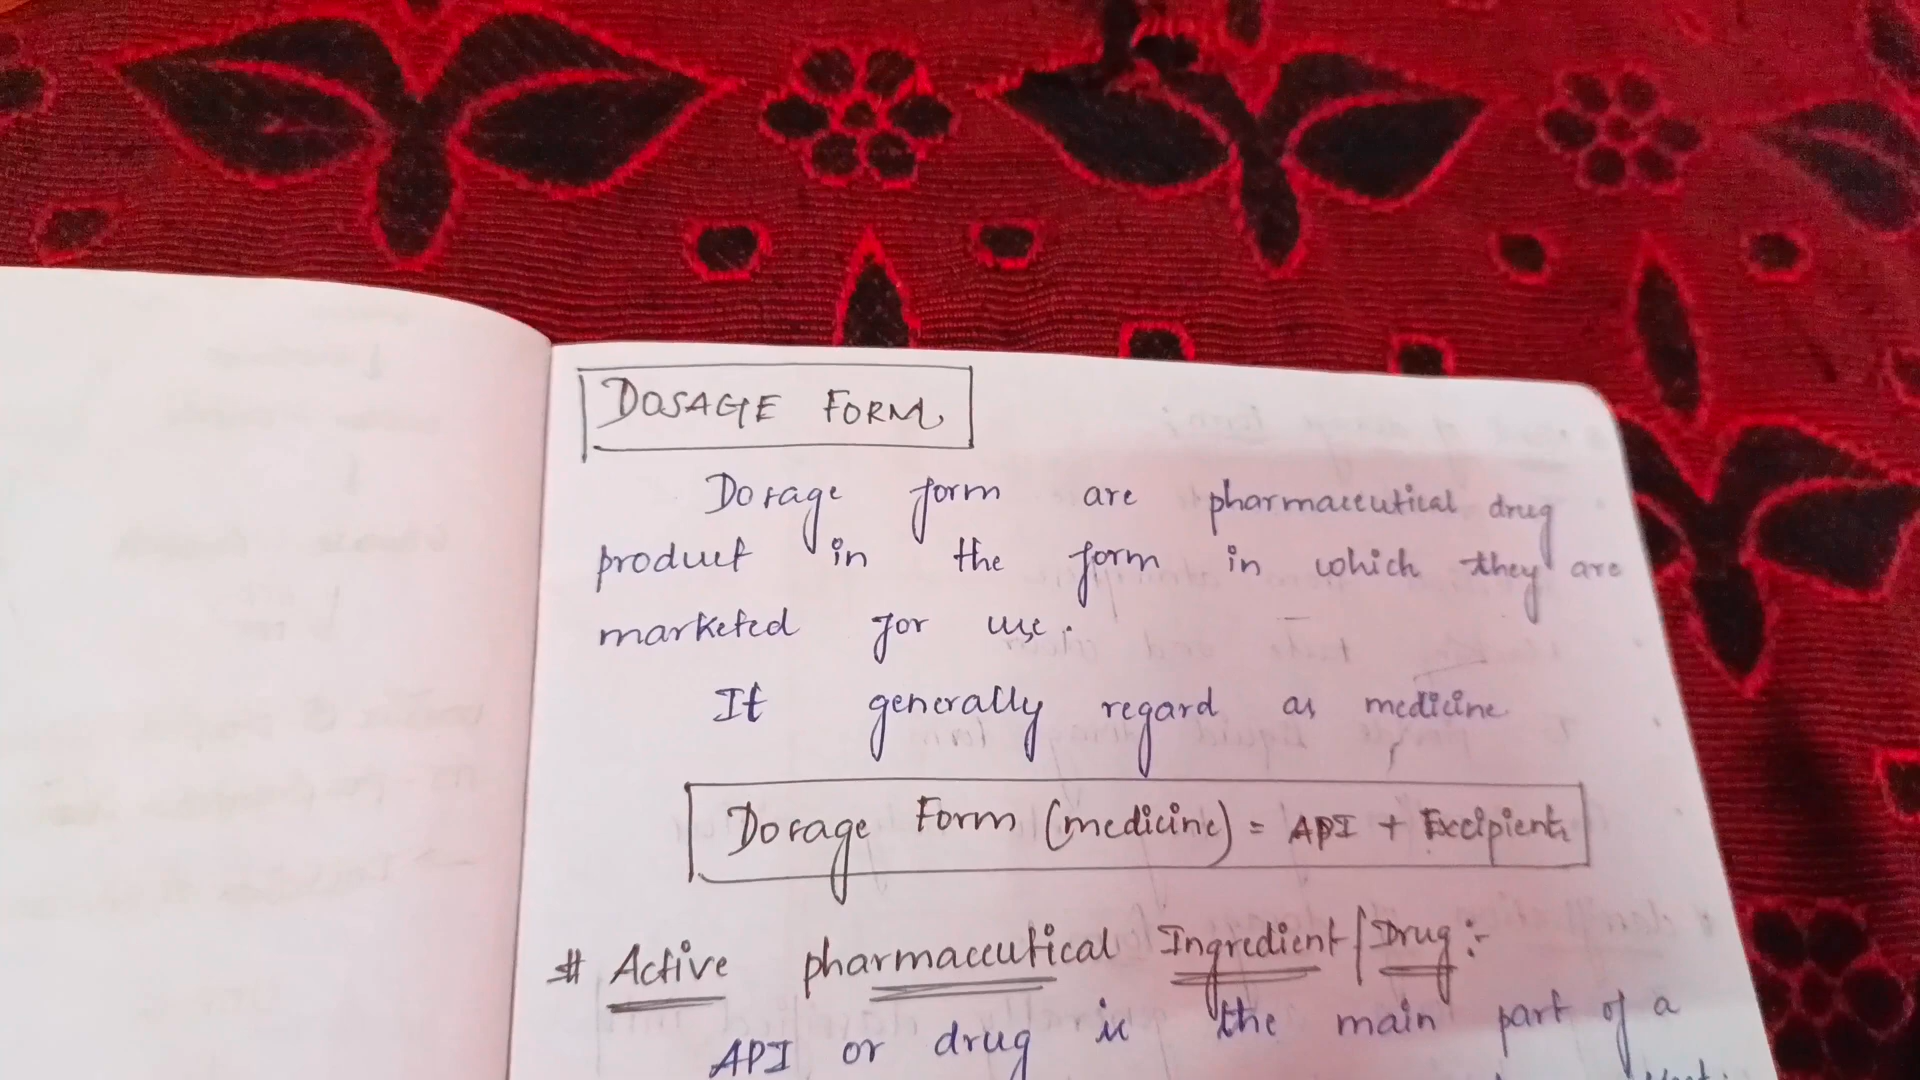 DOSAGE FORM
Dosage form are pharmaceutical drug
product in the form in which they are
marketed for use.
It generally regard as medicine
Dosage Form (medicine) = API + Excipients
# Active pharmaceutical Ingredient / Drug :-
API or drug is the main part of a